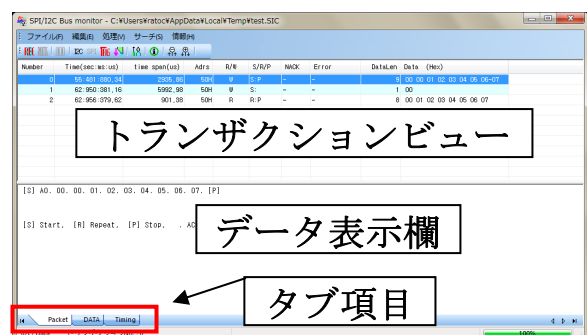 SPI/I2C Bus monitor - C:¥Users¥ratoc¥AppData¥Local¥Temp¥test.SIC
ファイル(F) 編集(E) 処理(V) サーチ(S) 情報(H)
I2C SPI
Number Time(sec:ms:us) time span(us) Adrs R/W S/R/P NACK Error DataLen Data (Hex)
0 55:481:880,34 2935,86 50H W S:P - - 9 00 00 01 02 03 04 05 06-07
1 62:950:381,16 5992,98 50H W S: - - 1 00
2 62:956:379,62 901,38 50H R R:P - - 8 00 01 02 03 04 05 06 07
トランザクションビュー
[S] A0. 00. 00. 01. 02. 03. 04. 05. 06. 07. [P]
[S] Start, [R] Repeat, [P] Stop, . AC
データ表示欄
タブ項目
Packet DATA Timing
100%